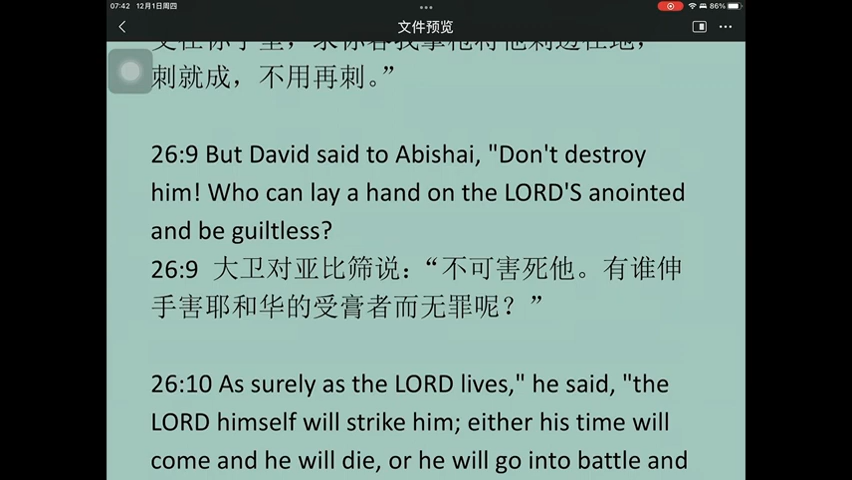 07:42 12月1日周四
86%
文件预览
刺就成，不用再刺。”
26:9 But David said to Abishai, "Don't destroy
him! Who can lay a hand on the LORD'S anointed
and be guiltless?
26:9 大卫对亚比筛说：“不可害死他。有谁伸
手害耶和华的受膏者而无罪呢？”
26:10 As surely as the LORD lives," he said, "the
LORD himself will strike him; either his time will
come and he will die, or he will go into battle and